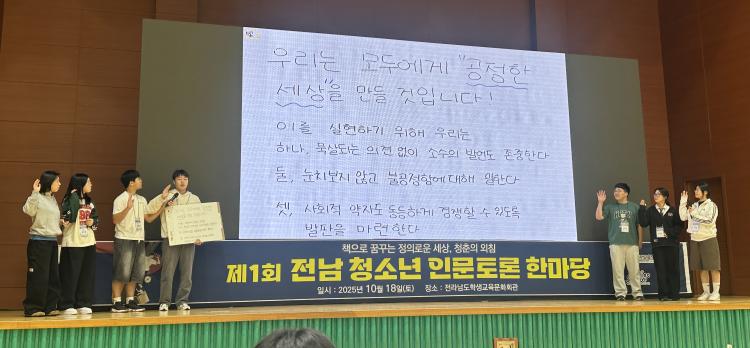 우리는 모두에게 "공정한
세상"을 만들 것입니다!
이를 실현하기 위해 우리는
하나, 묵살되는 의견 없이 소수의 발언도 존중한다
둘, 눈치보지 않고 불공정함에 대해 말한다
셋, 사회적 약자도 동등하게 경쟁할 수 있도록
발판을 마련한다
책으로 꿈꾸는 정의로운 세상, 청춘의 외침
제1회 전남 청소년 인문토론 한마당
일시 : 2025년 10월 18일(토) 장소 : 전라남도학생교육문화회관